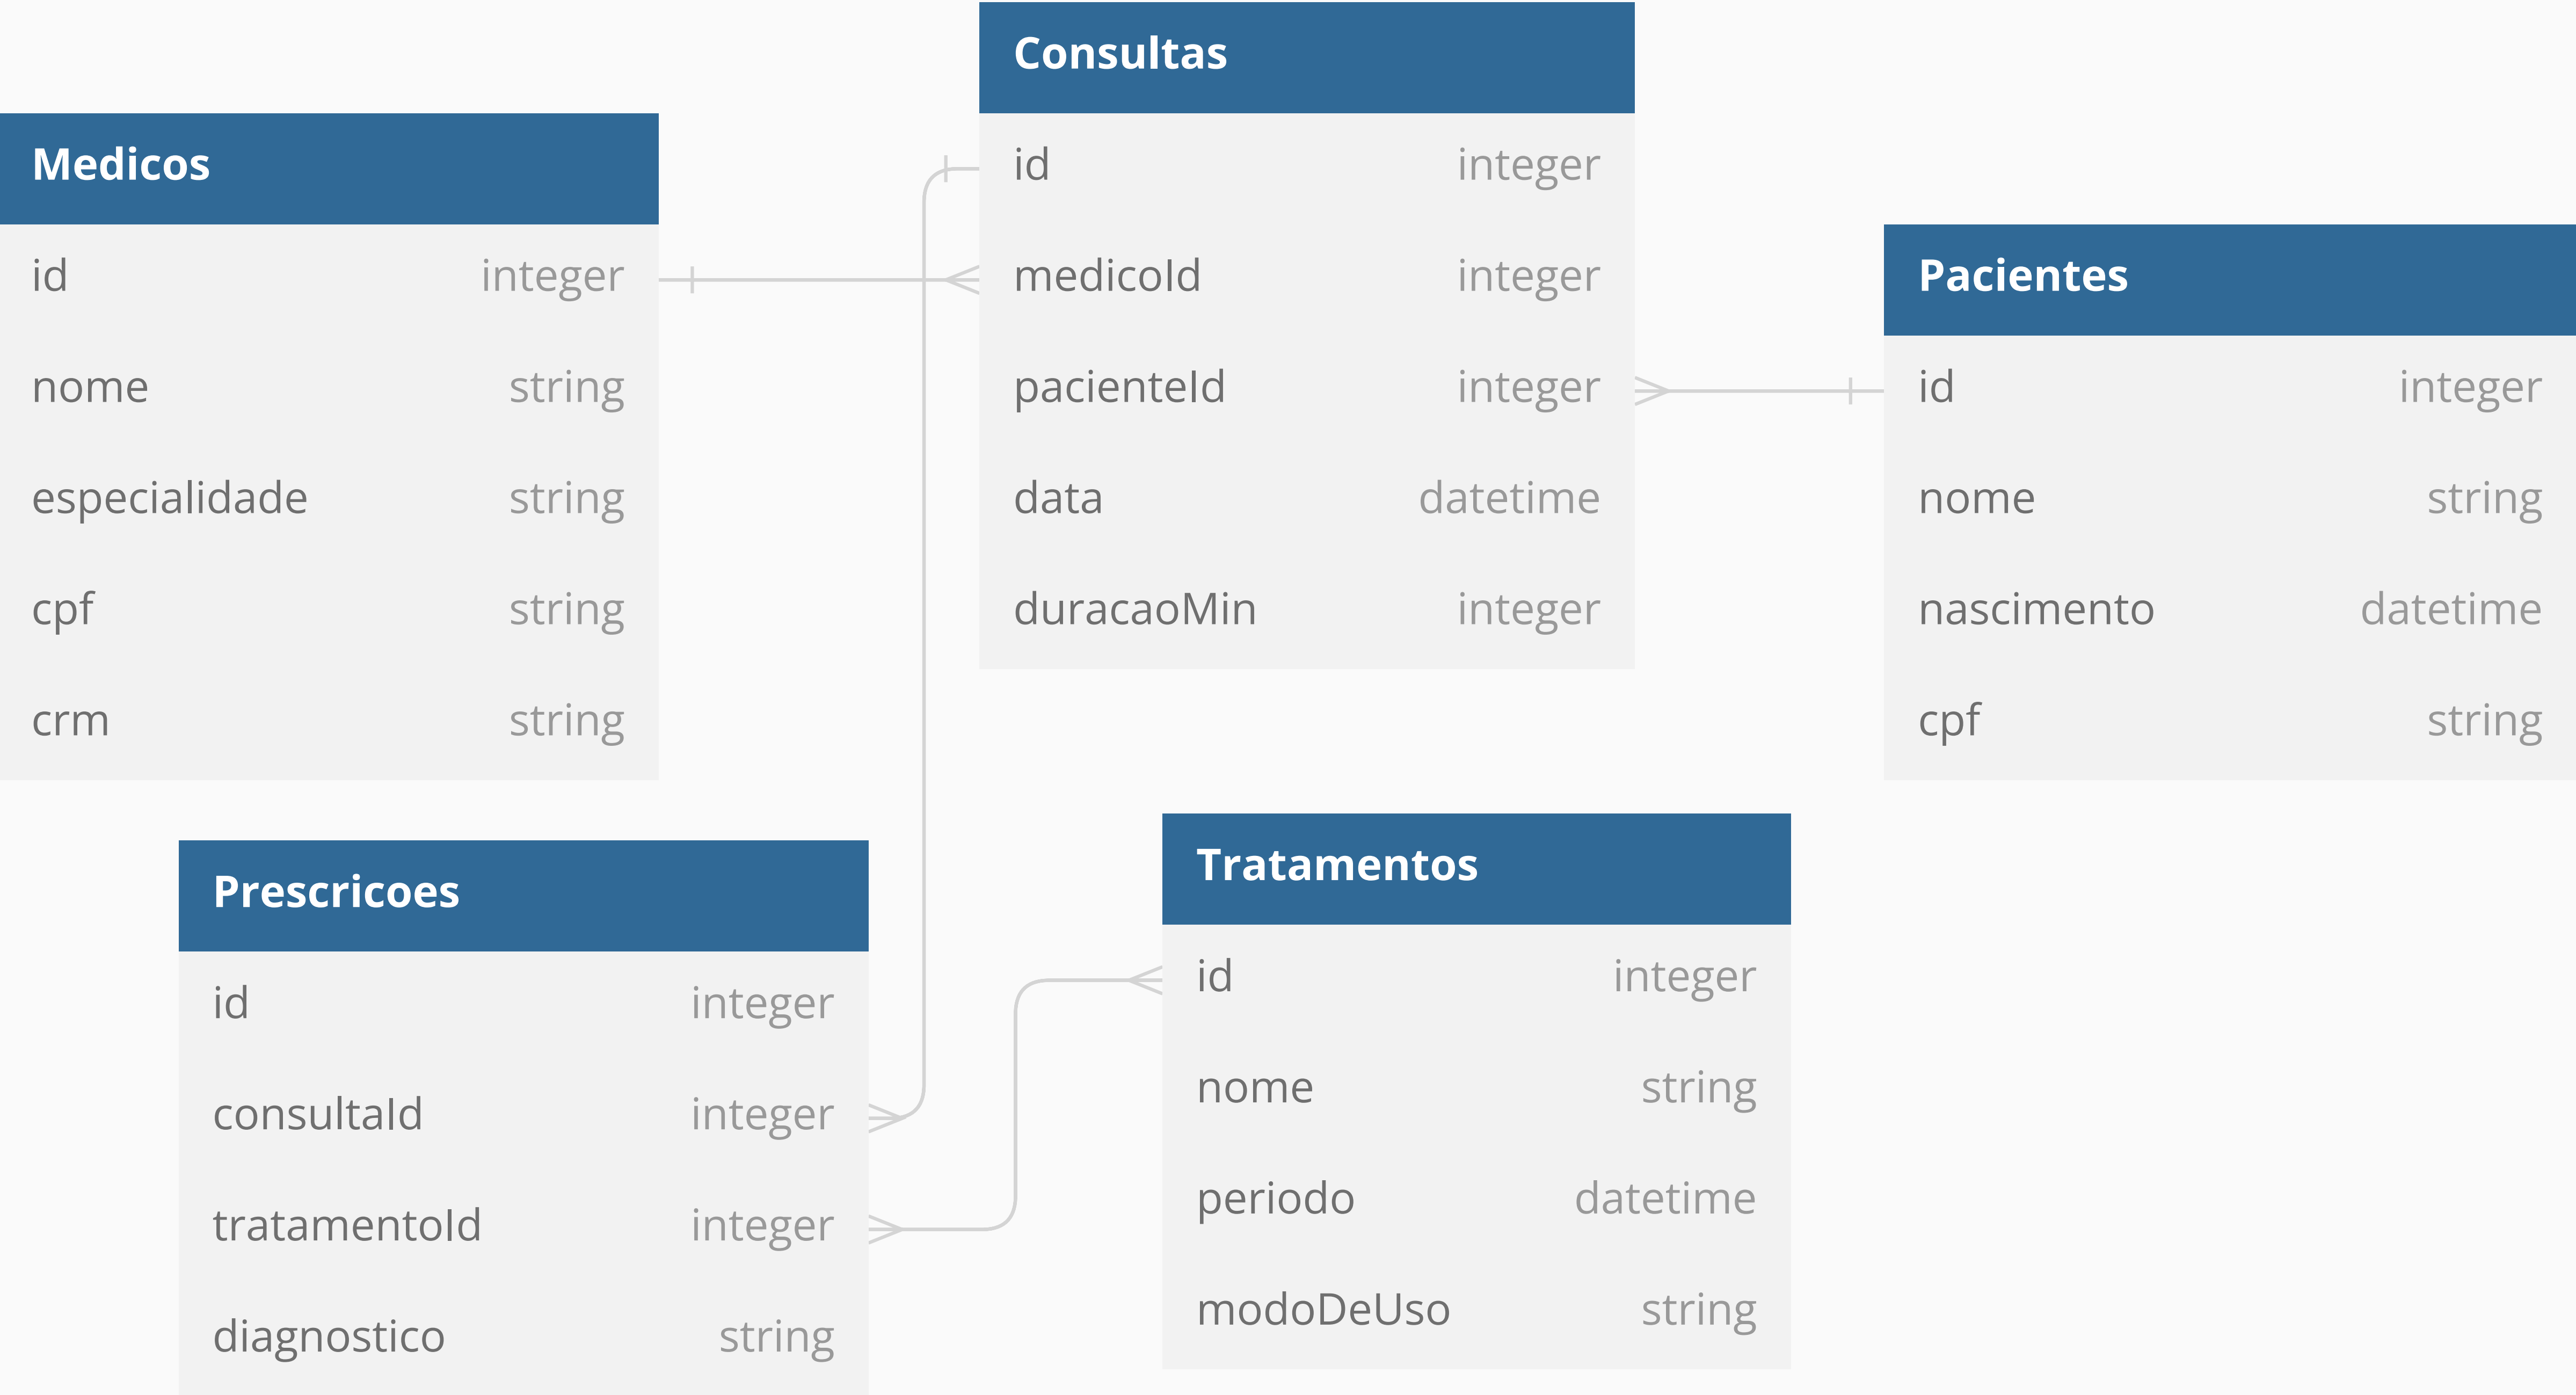 Consultas
id integer
medicoId integer
pacienteId integer
data datetime
duracaoMin integer
Medicos
id integer
nome string
especialidade string
cpf string
crm string
Pacientes
id integer
nome string
nascimento datetime
cpf string
Prescricoes
id integer
consultaId integer
tratamentoId integer
diagnostico string
Tratamentos
id integer
nome string
periodo datetime
modoDeUso string